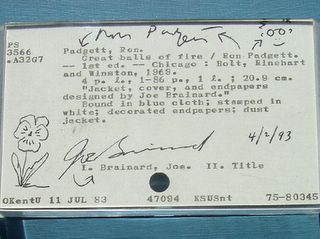 Ron Padgett
PS
3566
.A32G7
Padgett, Ron.
Great balls of fire / Ron Padgett.
-- 1st ed. -- Chicago : Holt, Rinehart
and Winston, 1969.
4 p. l., 1-86 p., 1 l. ; 20.9 cm.
"Jacket, cover, and endpapers
designed by Joe Brainard."
Bound in blue cloth; stamped in
white; decorated endpapers; dust
jacket.
4/2/93
Joe Brainard
I. Brainard, Joe. II. Title
OKentU 11 JUL 83 47094 KSUSnt 75-80345